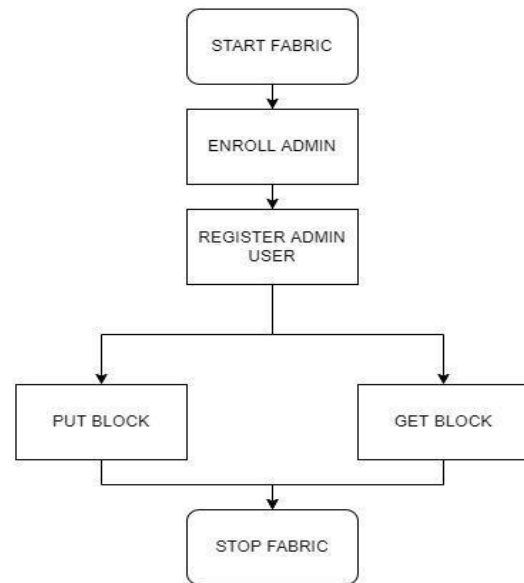 START FABRIC
ENROLL ADMIN
REGISTER ADMIN
USER
PUT BLOCK
GET BLOCK
STOP FABRIC